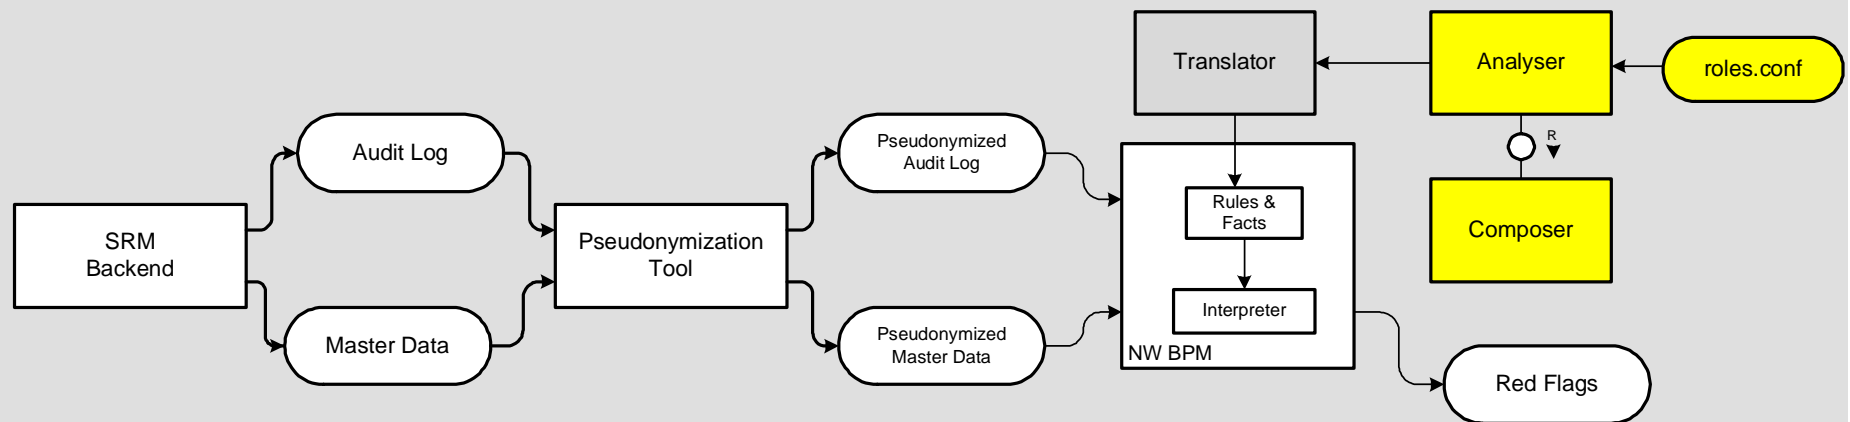 Translator
Analyser
roles.conf
R
Audit Log
Pseudonymized
Audit Log
SRM
Backend
Pseudonymization
Tool
Rules &
Facts
Composer
Interpreter
Master Data
Pseudonymized
Master Data
NW BPM
Red Flags